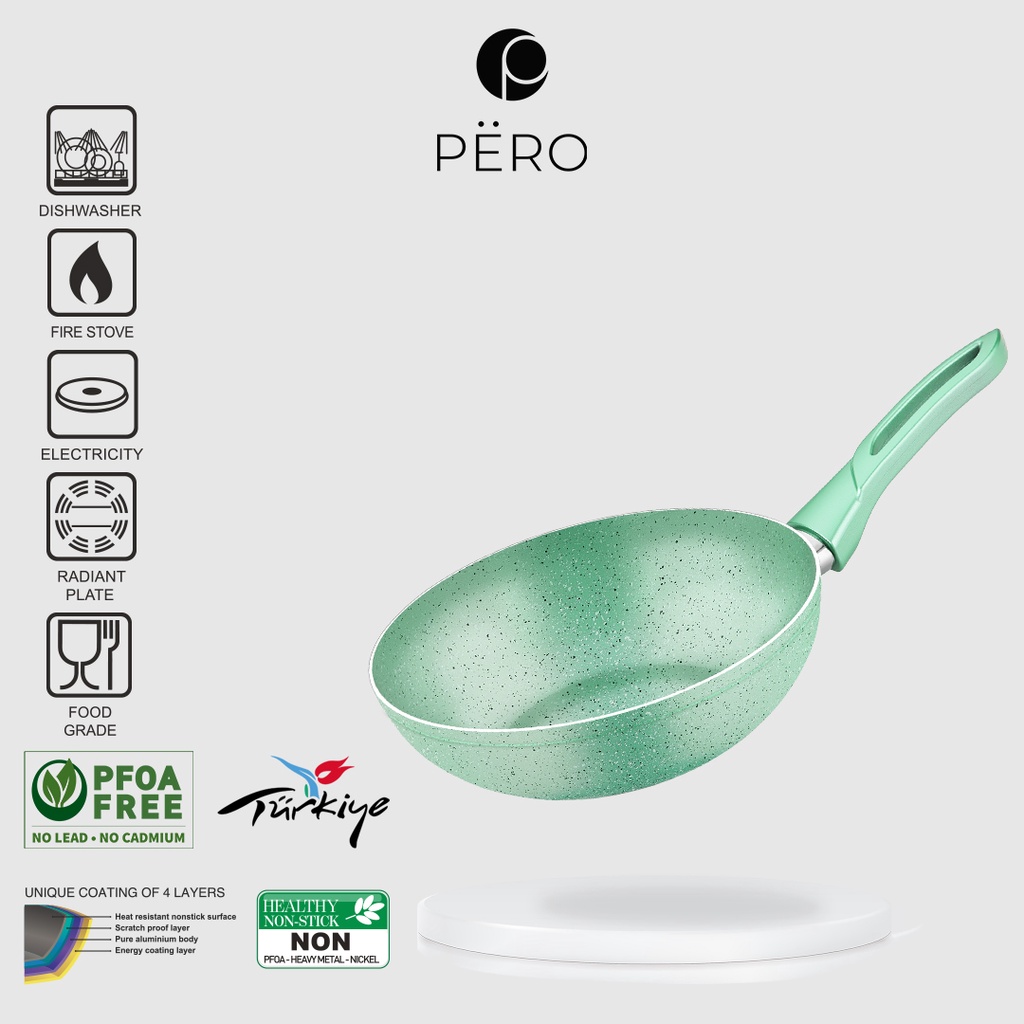 PËRO
DISHWASHER
FIRE STOVE
ELECTRICITY
RADIANT
PLATE
FOOD
GRADE
PFOA
FREE
NO LEAD • NO CADMIUM
Türkiye
UNIQUE COATING OF 4 LAYERS
Heat resistant nonstick surface
Scratch proof layer
Pure aluminium body
Energy coating layer
HEALTHY
NON-STICK
NON
PFOA - HEAVY METAL - NICKEL